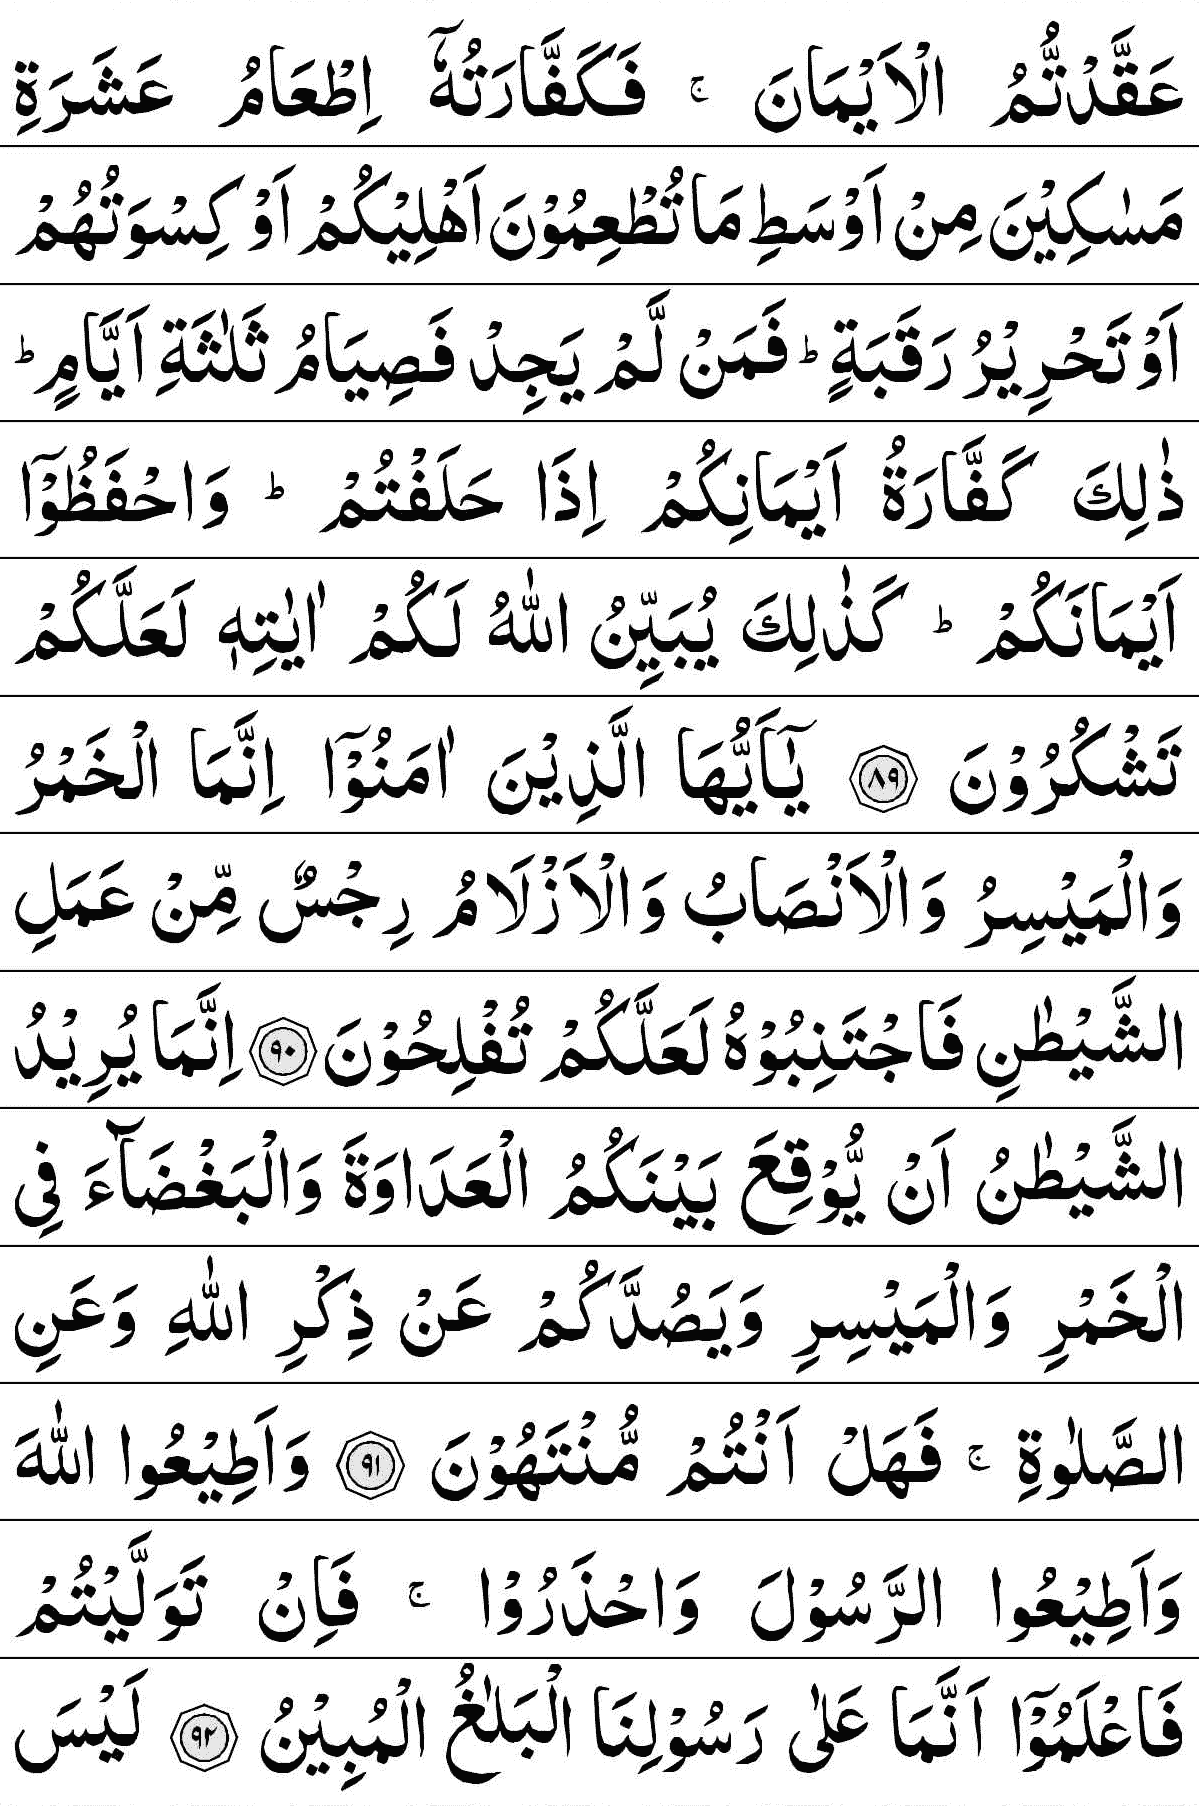 عَقَّدْتُّمُ الْاَيْمَانَ ۚ فَكَفَّارَتُهٗۤ اِطْعَامُ عَشَرَةِ
مَسٰكِيْنَ مِنْ اَوْسَطِ مَا تُطْعِمُوْنَ اَهْلِيْكُمْ اَوْ كِسْوَتُهُمْ
اَوْ تَحْرِيْرُ رَقَبَةٍ ؕ فَمَنْ لَّمْ يَجِدْ فَصِيَامُ ثَلٰثَةِ اَيَّامٍ ؕ
ذٰلِكَ كَفَّارَةُ اَيْمَانِكُمْ اِذَا حَلَفْتُمْ ؕ وَاحْفَظُوْۤا
اَيْمَانَكُمْ ؕ كَذٰلِكَ يُبَيِّنُ اللّٰهُ لَكُمْ اٰيٰتِهٖ لَعَلَّكُمْ
تَشْكُرُوْنَ ۝٨٩ يٰۤاَيُّهَا الَّذِيْنَ اٰمَنُوْۤا اِنَّمَا الْخَمْرُ
وَالْمَيْسِرُ وَالْاَنْصَابُ وَالْاَزْلَامُ رِجْسٌ مِّنْ عَمَلِ
الشَّيْطٰنِ فَاجْتَنِبُوْهُ لَعَلَّكُمْ تُفْلِحُوْنَ ۝٩٠ اِنَّمَا يُرِيْدُ
الشَّيْطٰنُ اَنْ يُّوْقِعَ بَيْنَكُمُ الْعَدَاوَةَ وَالْبَغْضَآءَ فِي
الْخَمْرِ وَالْمَيْسِرِ وَيَصُدَّكُمْ عَنْ ذِكْرِ اللّٰهِ وَعَنِ
الصَّلٰوةِ ۚ فَهَلْ اَنْتُمْ مُّنْتَهُوْنَ ۝٩١ وَاَطِيْعُوا اللّٰهَ
وَاَطِيْعُوا الرَّسُوْلَ وَاحْذَرُوْا ۚ فَاِنْ تَوَلَّيْتُمْ
فَاعْلَمُوْۤا اَنَّمَا عَلٰى رَسُوْلِنَا الْبَلٰغُ الْمُبِيْنُ ۝٩٢ لَيْسَ